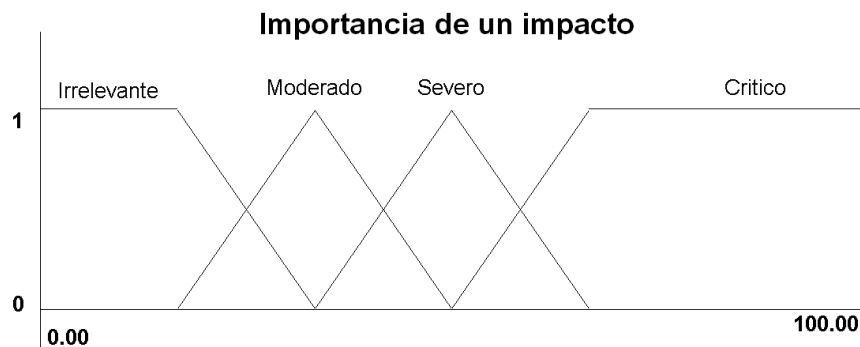 Importancia de un impacto
Irrelevante
Moderado
Severo
Critico
1
0
0.00
100.00